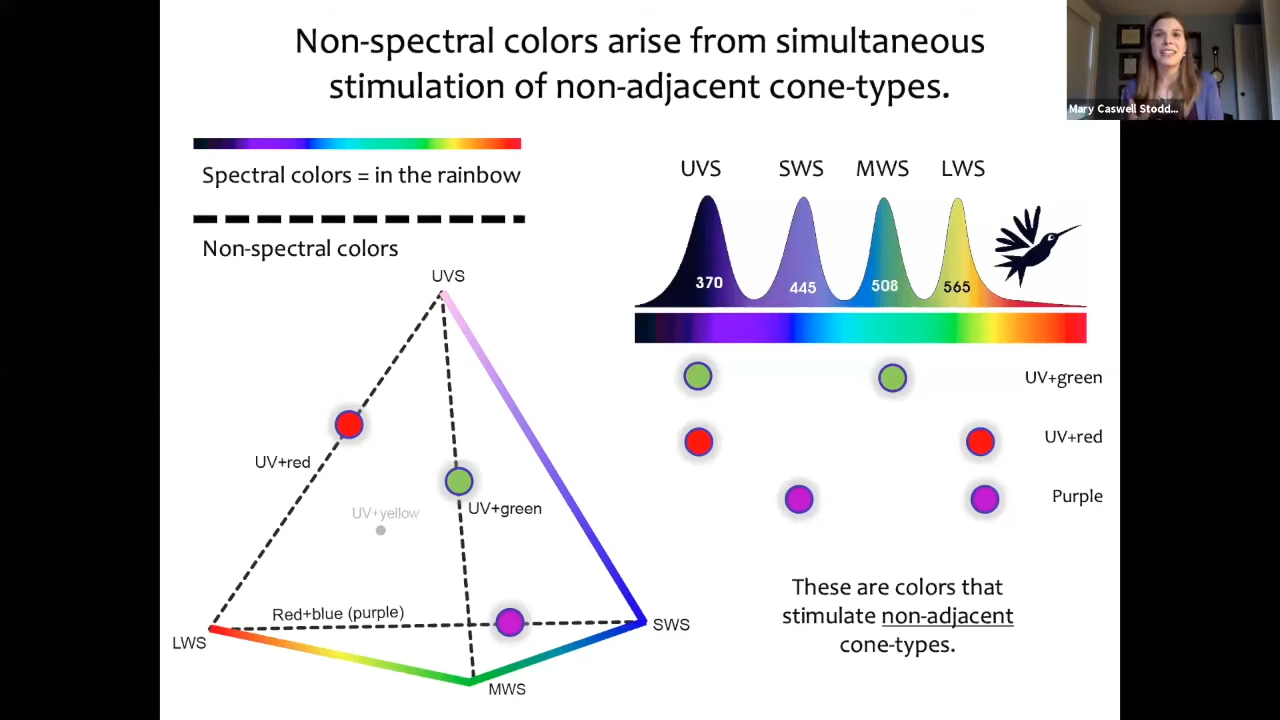 Non-spectral colors arise from simultaneous
stimulation of non-adjacent cone-types.
Mary Caswell Stodd...
Spectral colors = in the rainbow
Non-spectral colors
UVS
UV+red
UV+yellow
UV+green
Red+blue (purple)
LWS
SWS
MWS
UVS SWS MWS LWS
370 445 508 565
UV+green
UV+red
Purple
These are colors that
stimulate non-adjacent
cone-types.